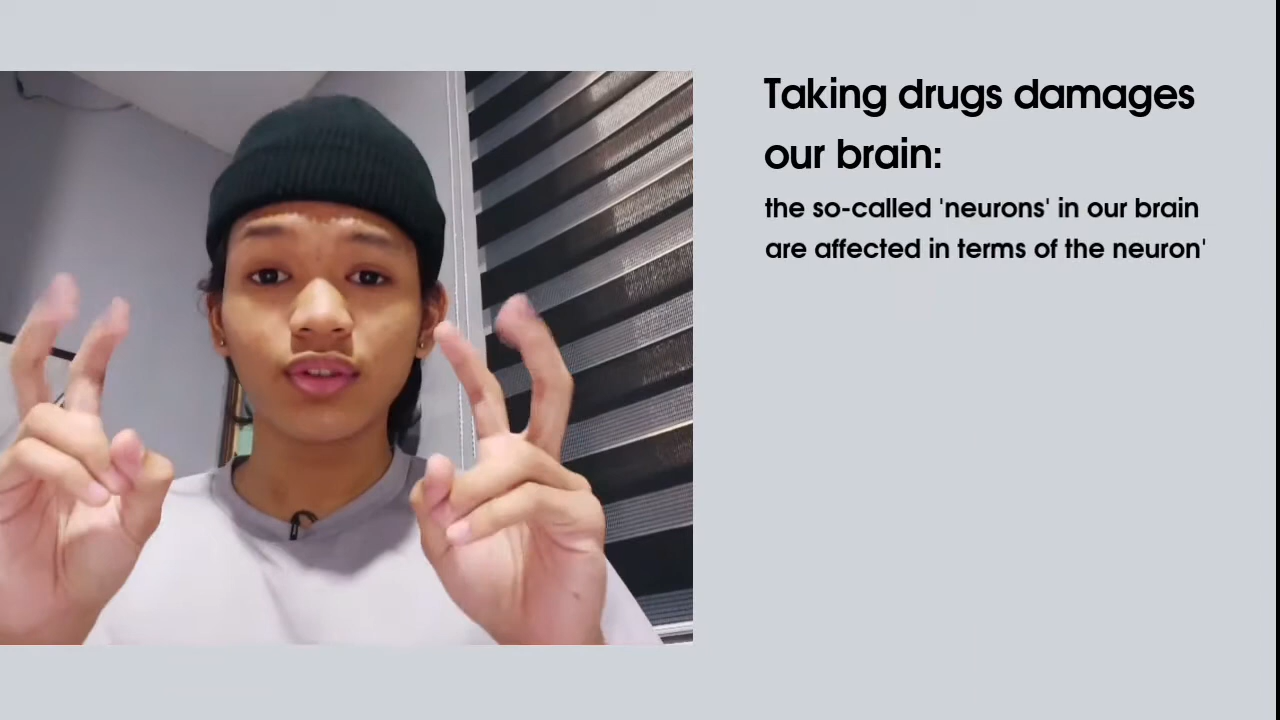 Taking drugs damages
our brain:
the so-called 'neurons' in our brain
are affected in terms of the neuron'